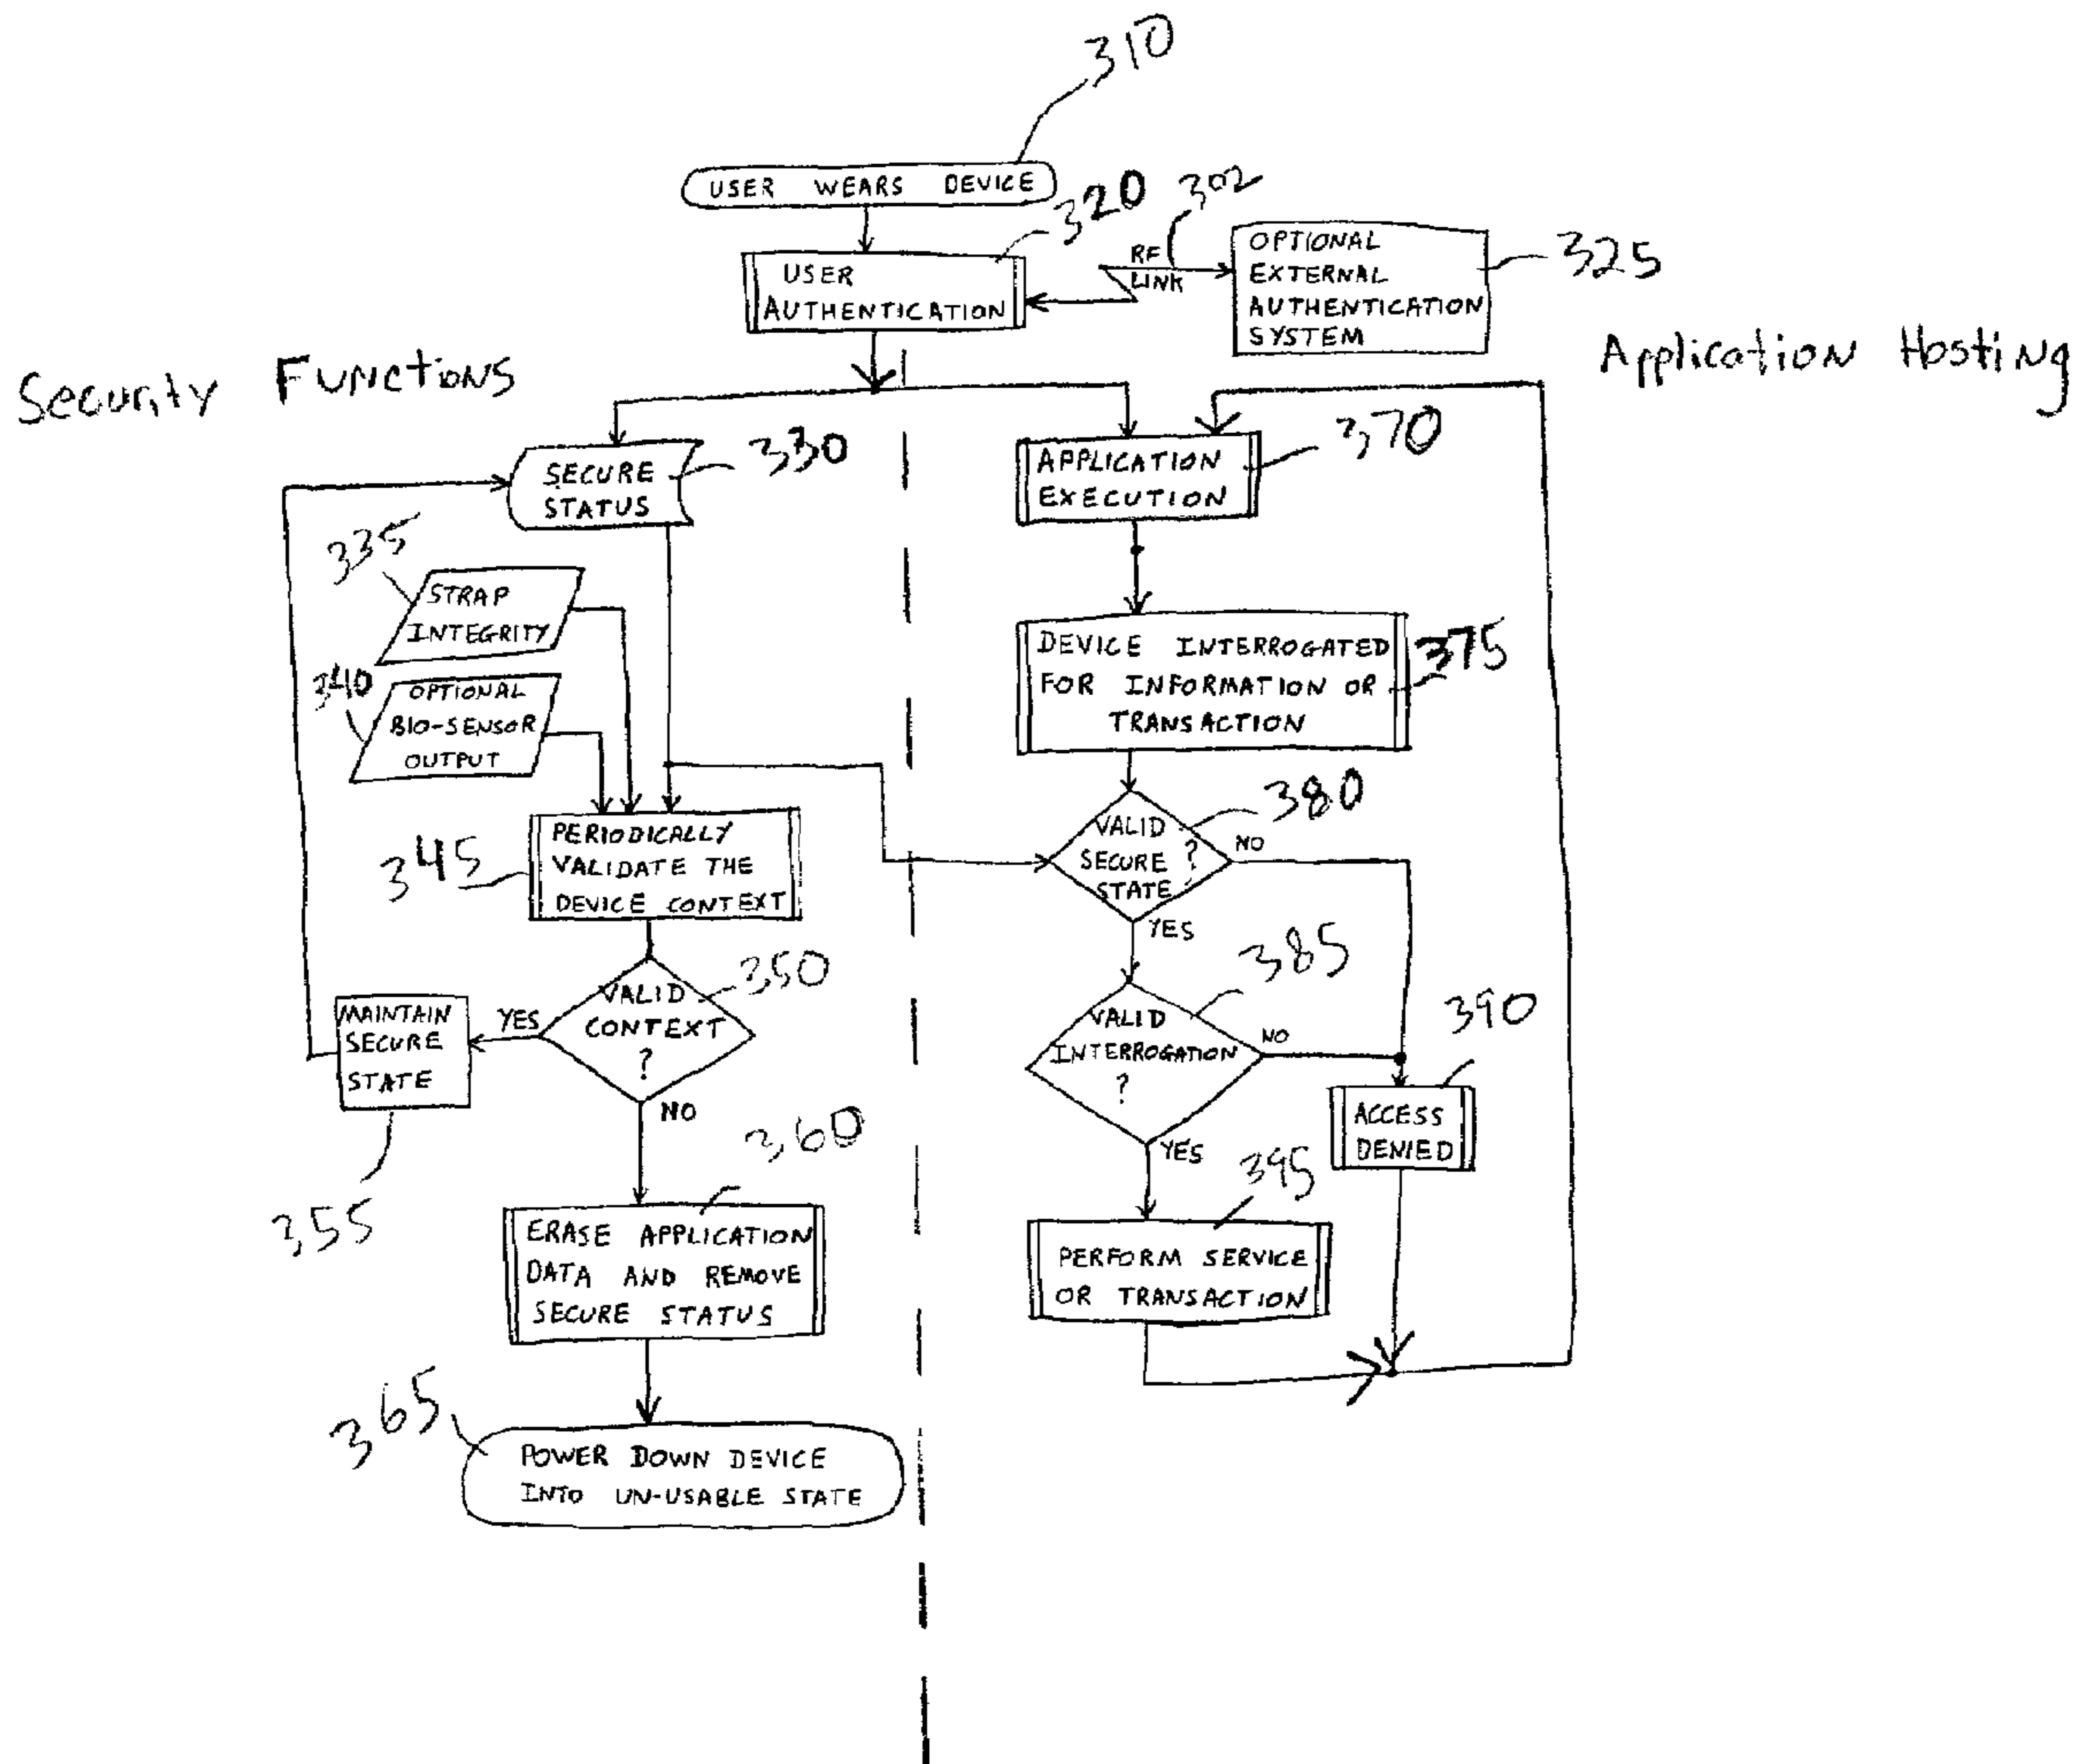 310
USER WEARS DEVICE
320
302
RF
LINK
OPTIONAL
EXTERNAL
AUTHENTICATION
SYSTEM
325
USER
AUTHENTICATION
Security Functions
Application Hosting
SECURE
STATUS
330
335
STRAP
INTEGRITY
340
OPTIONAL
BIO-SENSOR
OUTPUT
345
PERIODICALLY
VALIDATE THE
DEVICE CONTEXT
350
VALID
CONTEXT
?
YES
NO
MAINTAIN
SECURE
STATE
355
360
ERASE APPLICATION
DATA AND REMOVE
SECURE STATUS
365
POWER DOWN DEVICE
INTO UN-USABLE STATE
370
APPLICATION
EXECUTION
DEVICE INTERROGATED
FOR INFORMATION OR
TRANSACTION
375
380
VALID
SECURE ?
STATE
NO
YES
385
VALID
INTERROGATION
?
NO
YES
390
ACCESS
DENIED
395
PERFORM SERVICE
OR TRANSACTION